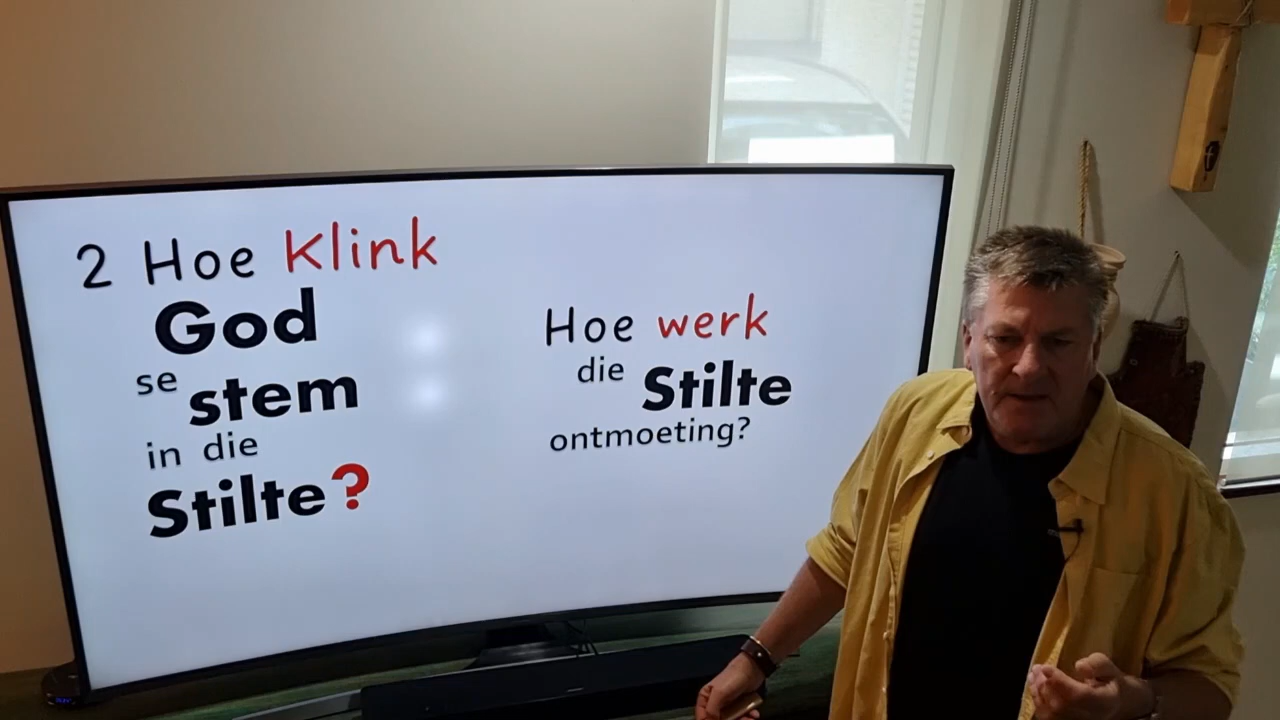 2 Hoe Klink
God
se stem
in die
Stilte?
Hoe werk
die Stilte
ontmoeting?